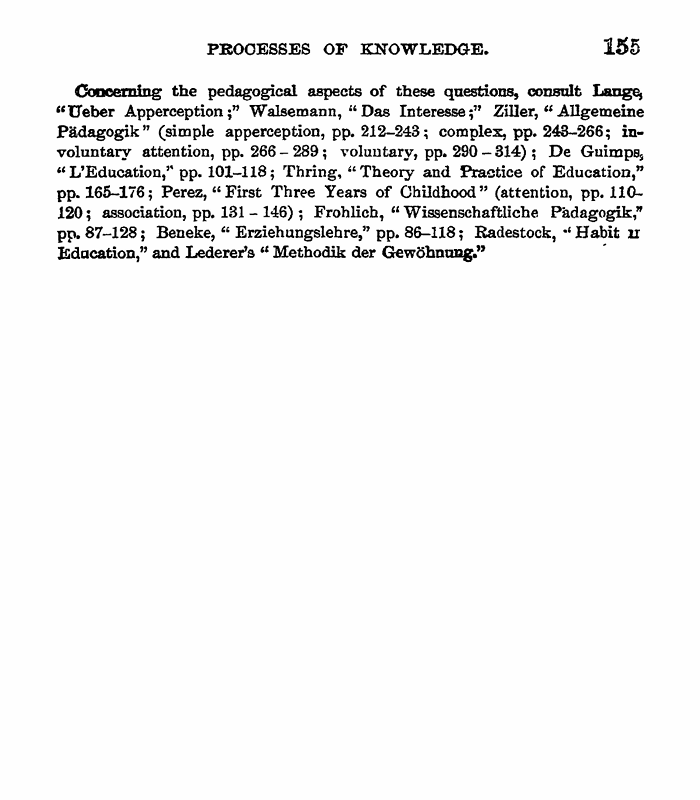 PROCESSES OF KNOWLEDGE. 155
Concerning the pedagogical aspects of these questions, consult Lange,
“Ueber Apperception;” Walsemann, “Das Interesse;” Ziller, “Allgemeine
Pädagogik” (simple apperception, pp. 212–243; complex, pp. 243–266; in-
voluntary attention, pp. 266–289; voluntary, pp. 290–314); De Guimps,
“L’Education,” pp. 101–118; Thring, “Theory and Practice of Education,”
pp. 165–176; Perez, “First Three Years of Childhood” (attention, pp. 110–
120; association, pp. 131–146); Frohlich, “Wissenschaftliche Pädagogik,”
pp. 87–128; Beneke, “Erziehungslehre,” pp. 86–118; Radestock, “Habit
Education,” and Lederer’s “Methodik der Gewöhnung.”